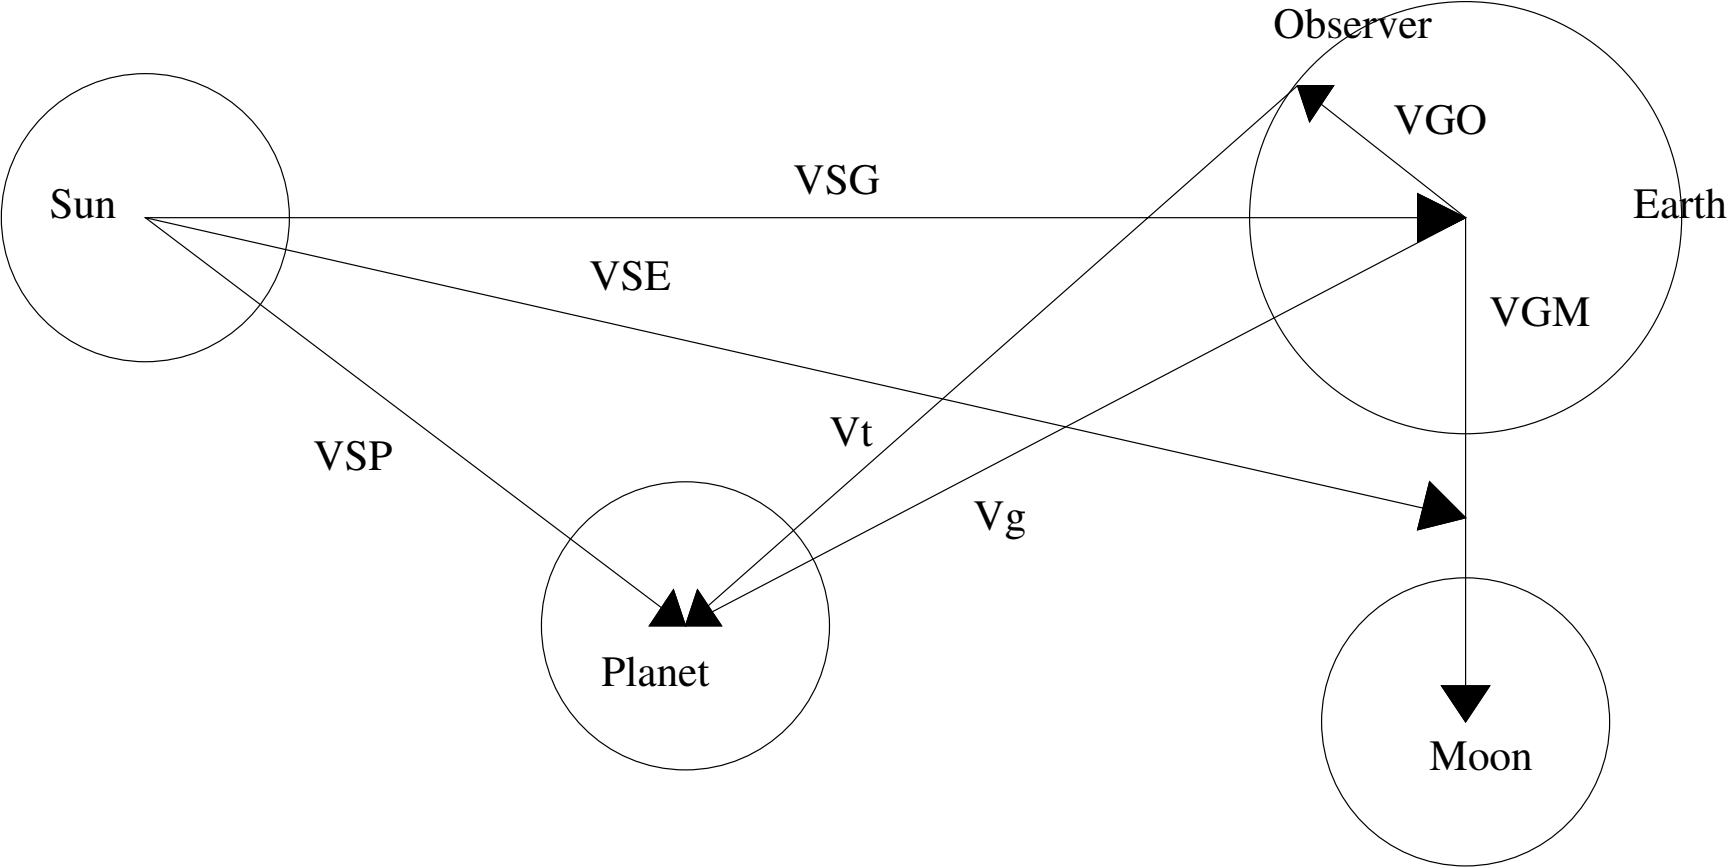 Observer
VGO
VSG
Sun
Earth
VSE
VGM
Vt
VSP
Vg
Planet
Moon